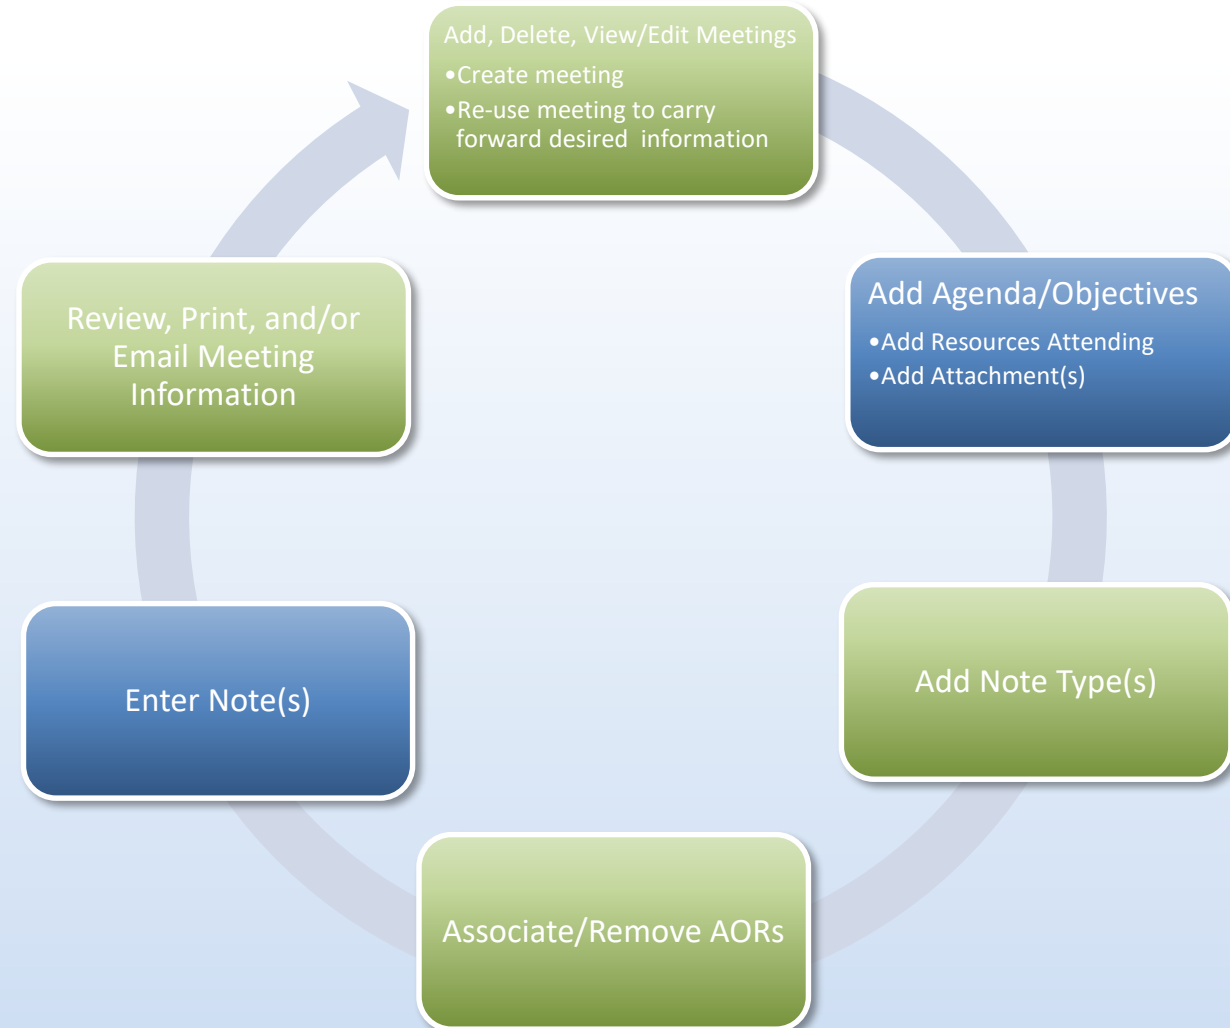 Add, Delete, View/Edit Meetings
•Create meeting
•Re-use meeting to carry
forward desired  information
Add Agenda/Objectives
•Add Resources Attending
•Add Attachment(s)
Add Note Type(s)
Associate/Remove AORs
Enter Note(s)
Review, Print, and/or
Email Meeting
Information